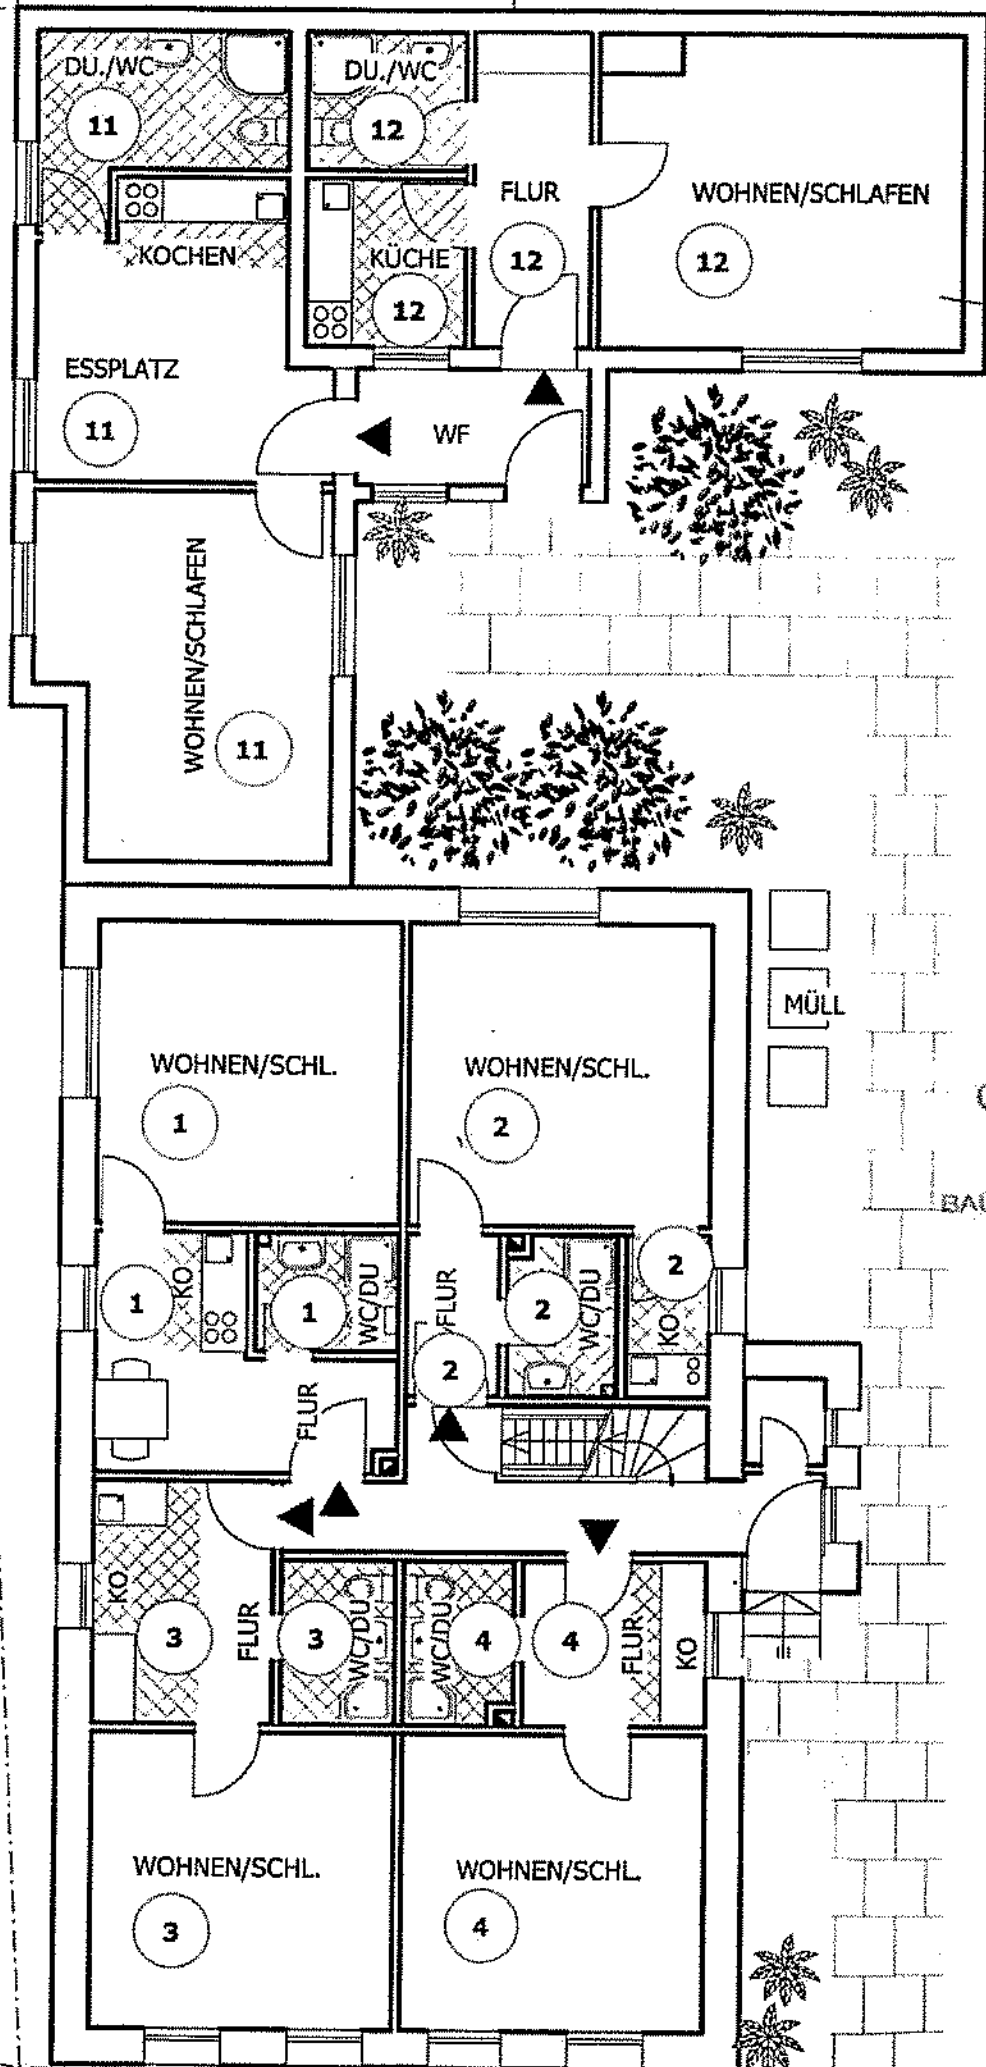 DU./WC
11
DU./WC
12
FLUR
12
WOHNEN/SCHLAFEN
12
KOCHEN
KÜCHE
12
ESSPLATZ
11
WF
WOHNEN/SCHLAFEN
11
MÜLL
WOHNEN/SCHL.
1
WOHNEN/SCHL.
2
BAU
KO
1
1
WC/DU
FLUR
2
2
WC/DU
2
KO
FLUR
KO
3
FLUR
3
WC/DU
WC/DU
4
4
FLUR
KO
WOHNEN/SCHL.
3
WOHNEN/SCHL.
4